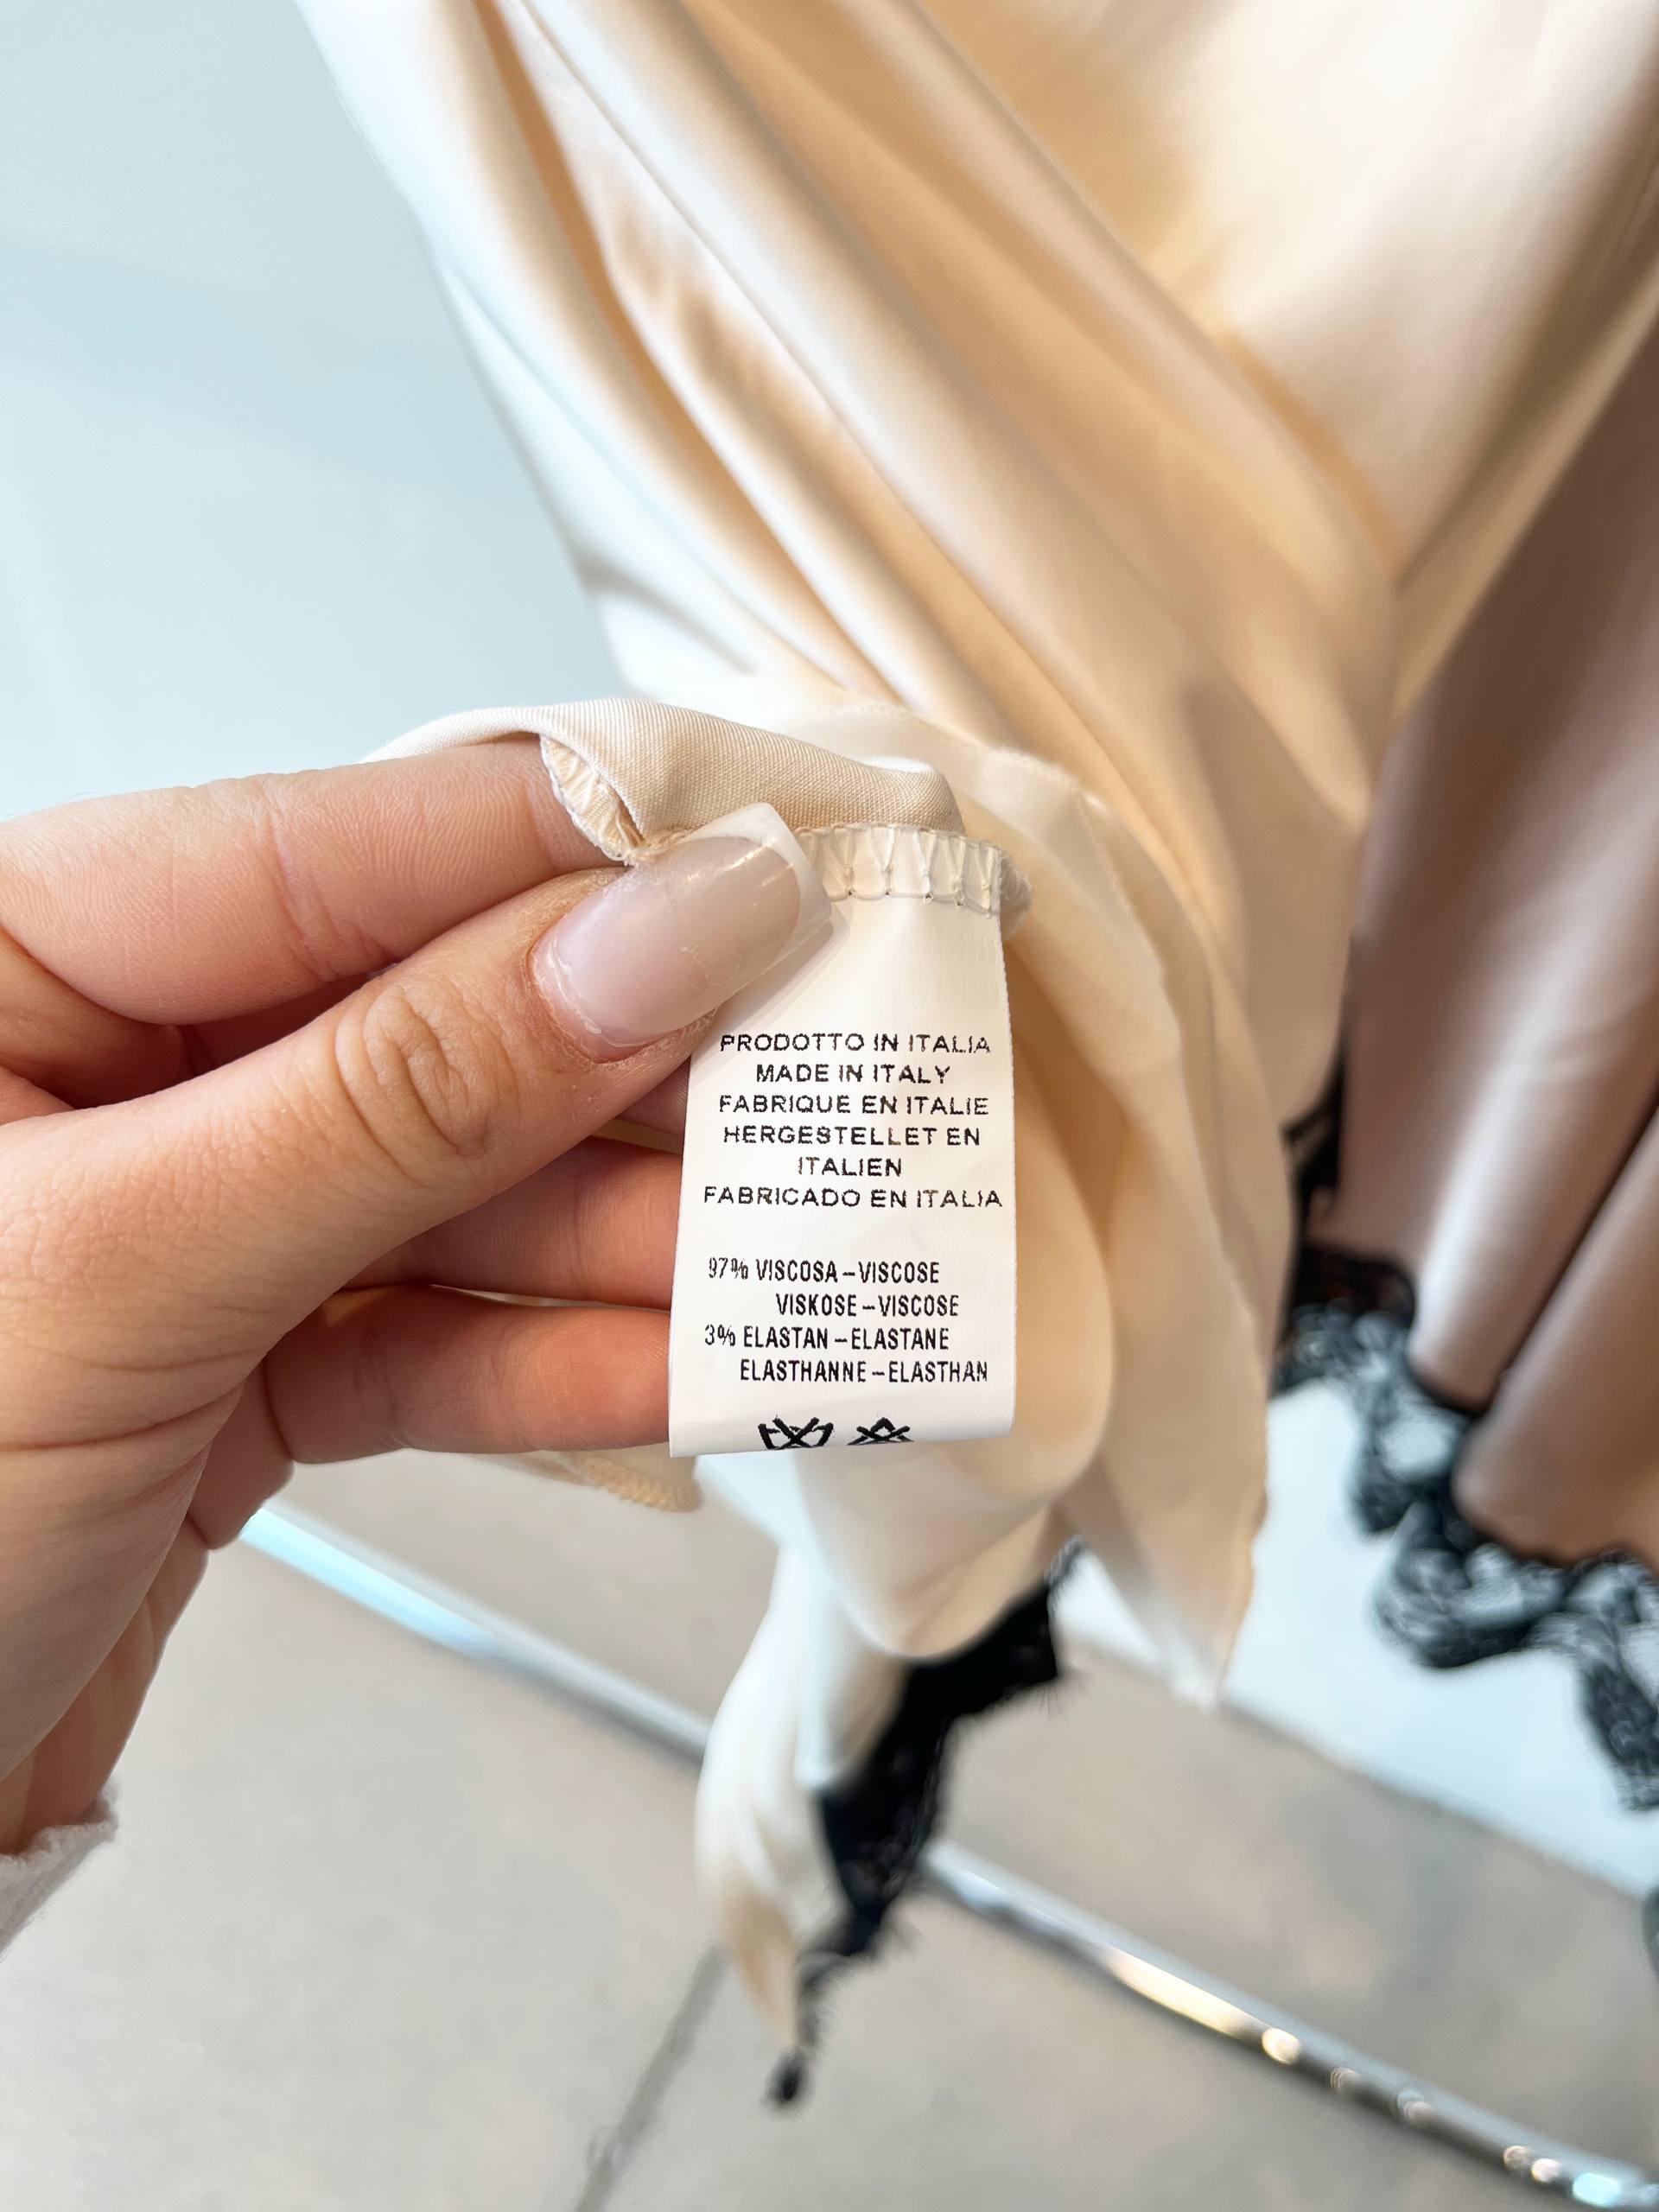 PRODOTTO IN ITALIA
MADE IN ITALY
FABRIQUE EN ITALIE
HERGESTELLET EN
ITALIEN
FABRICADO EN ITALIA
97% VISCOSA–VISCOSE
VISKOSE–VISCOSE
3% ELASTAN–ELASTANE
ELASTHANNE–ELASTHAN